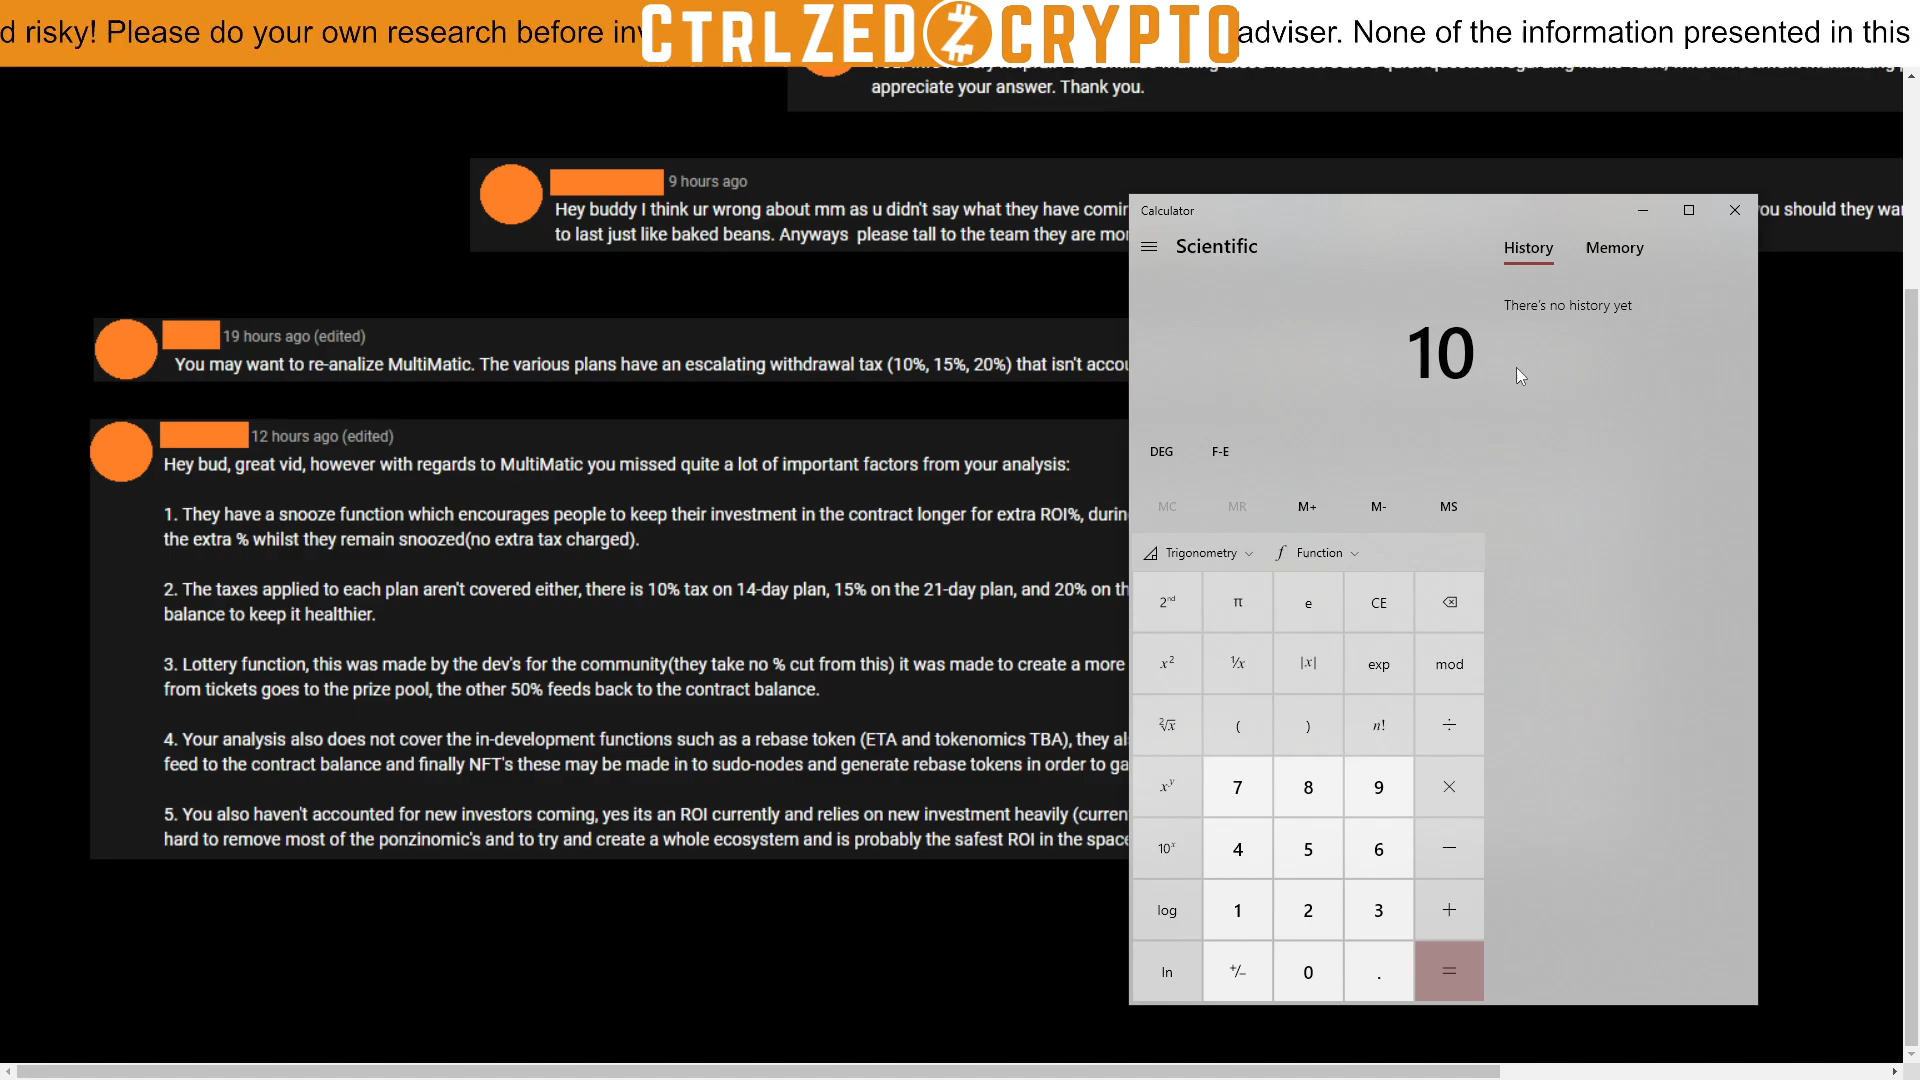 d risky! Please do your own research before inv
CTRLZED CRYPTO
adviser. None of the information presented in this
appreciate your answer. Thank you.
9 hours ago
Hey buddy I think ur wrong about mm as u didn't say what they have comin
ou should they wa
to last just like baked beans. Anyways please tall to the team they are mo
19 hours ago (edited)
You may want to re-analize MultiMatic. The various plans have an escalating withdrawal tax (10%, 15%, 20%) that isn't accou
12 hours ago (edited)
Hey bud, great vid, however with regards to MultiMatic you missed quite a lot of important factors from your analysis:
1. They have a snooze function which encourages people to keep their investment in the contract longer for extra ROI%, durin
the extra % whilst they remain snoozed(no extra tax charged).
2. The taxes applied to each plan aren't covered either, there is 10% tax on 14-day plan, 15% on the 21-day plan, and 20% on th
balance to keep it healthier.
3. Lottery function, this was made by the dev's for the community(they take no % cut from this) it was made to create a more
from tickets goes to the prize pool, the other 50% feeds back to the contract balance.
4. Your analysis also does not cover the in-development functions such as a rebase token (ETA and tokenomics TBA), they al
feed to the contract balance and finally NFT's these may be made in to sudo-nodes and generate rebase tokens in order to ga
5. You also haven't accounted for new investors coming, yes its an ROI currently and relies on new investment heavily (curren
hard to remove most of the ponzinomic's and to try and create a whole ecosystem and is probably the safest ROI in the space
Calculator
Scientific
History Memory
There's no history yet
10
DEG F-E
MC MR M+ M- MS
Trigonometry Function
2nd π e CE
x² ¹/x |x| exp mod
²√x ( ) n! ÷
xʸ 7 8 9 ×
10ˣ 4 5 6 −
log 1 2 3 +
ln +/− 0 . =